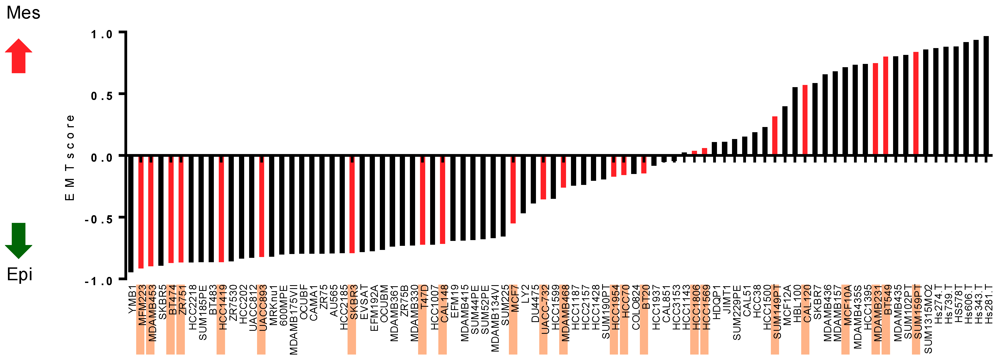 Mes
1.0
0.5
0.0
-0.5
-1.0
EMTscore
Epi
YMB1
MFM223
MDAMB453
SKBR5
BT474
ZR751
HCC2218
SUM185PE
BT483
HCC1419
ZR7530
HCC202
UACC812
UACC893
MRKnu1
600MPE
MDAMB175VII
OCUBF
CAMA1
ZR75
AU565
HCC2185
SKBR3
EVSAT
EFM192A
OCUBM
MDAMB361
ZR75B
MDAMB330
T47D
HCC1007
CAL148
EFM19
MDAMB415
SUM44PE
SUM52PE
MDAMB134VI
SUM225
MCF7
LY2
DU4475
UACC-732
HCC1599
MDAMB468
HCC1187
HCC2157
HCC1428
SUM190PT
HCC1954
HCC70
COLO824
BT20
HCC1937
CAL851
HCC3153
HCC1143
HCC1806
HCC1569
HDQP1
JIMT1
SUM229PE
CAL51
HCC38
HCC1500
SUM149PT
MCF12A
HBL100
CAL120
SKBR7
MDAMB436
MDAMB157
MCF10A
MDAMB435S
HCC1395
MDAMB231
BT549
MDAMB435
SUM102PT
SUM159PT
SUM1315MO2
Hs274.T
Hs739.T
HS578T
Hs606.T
Hs343.T
Hs281.T